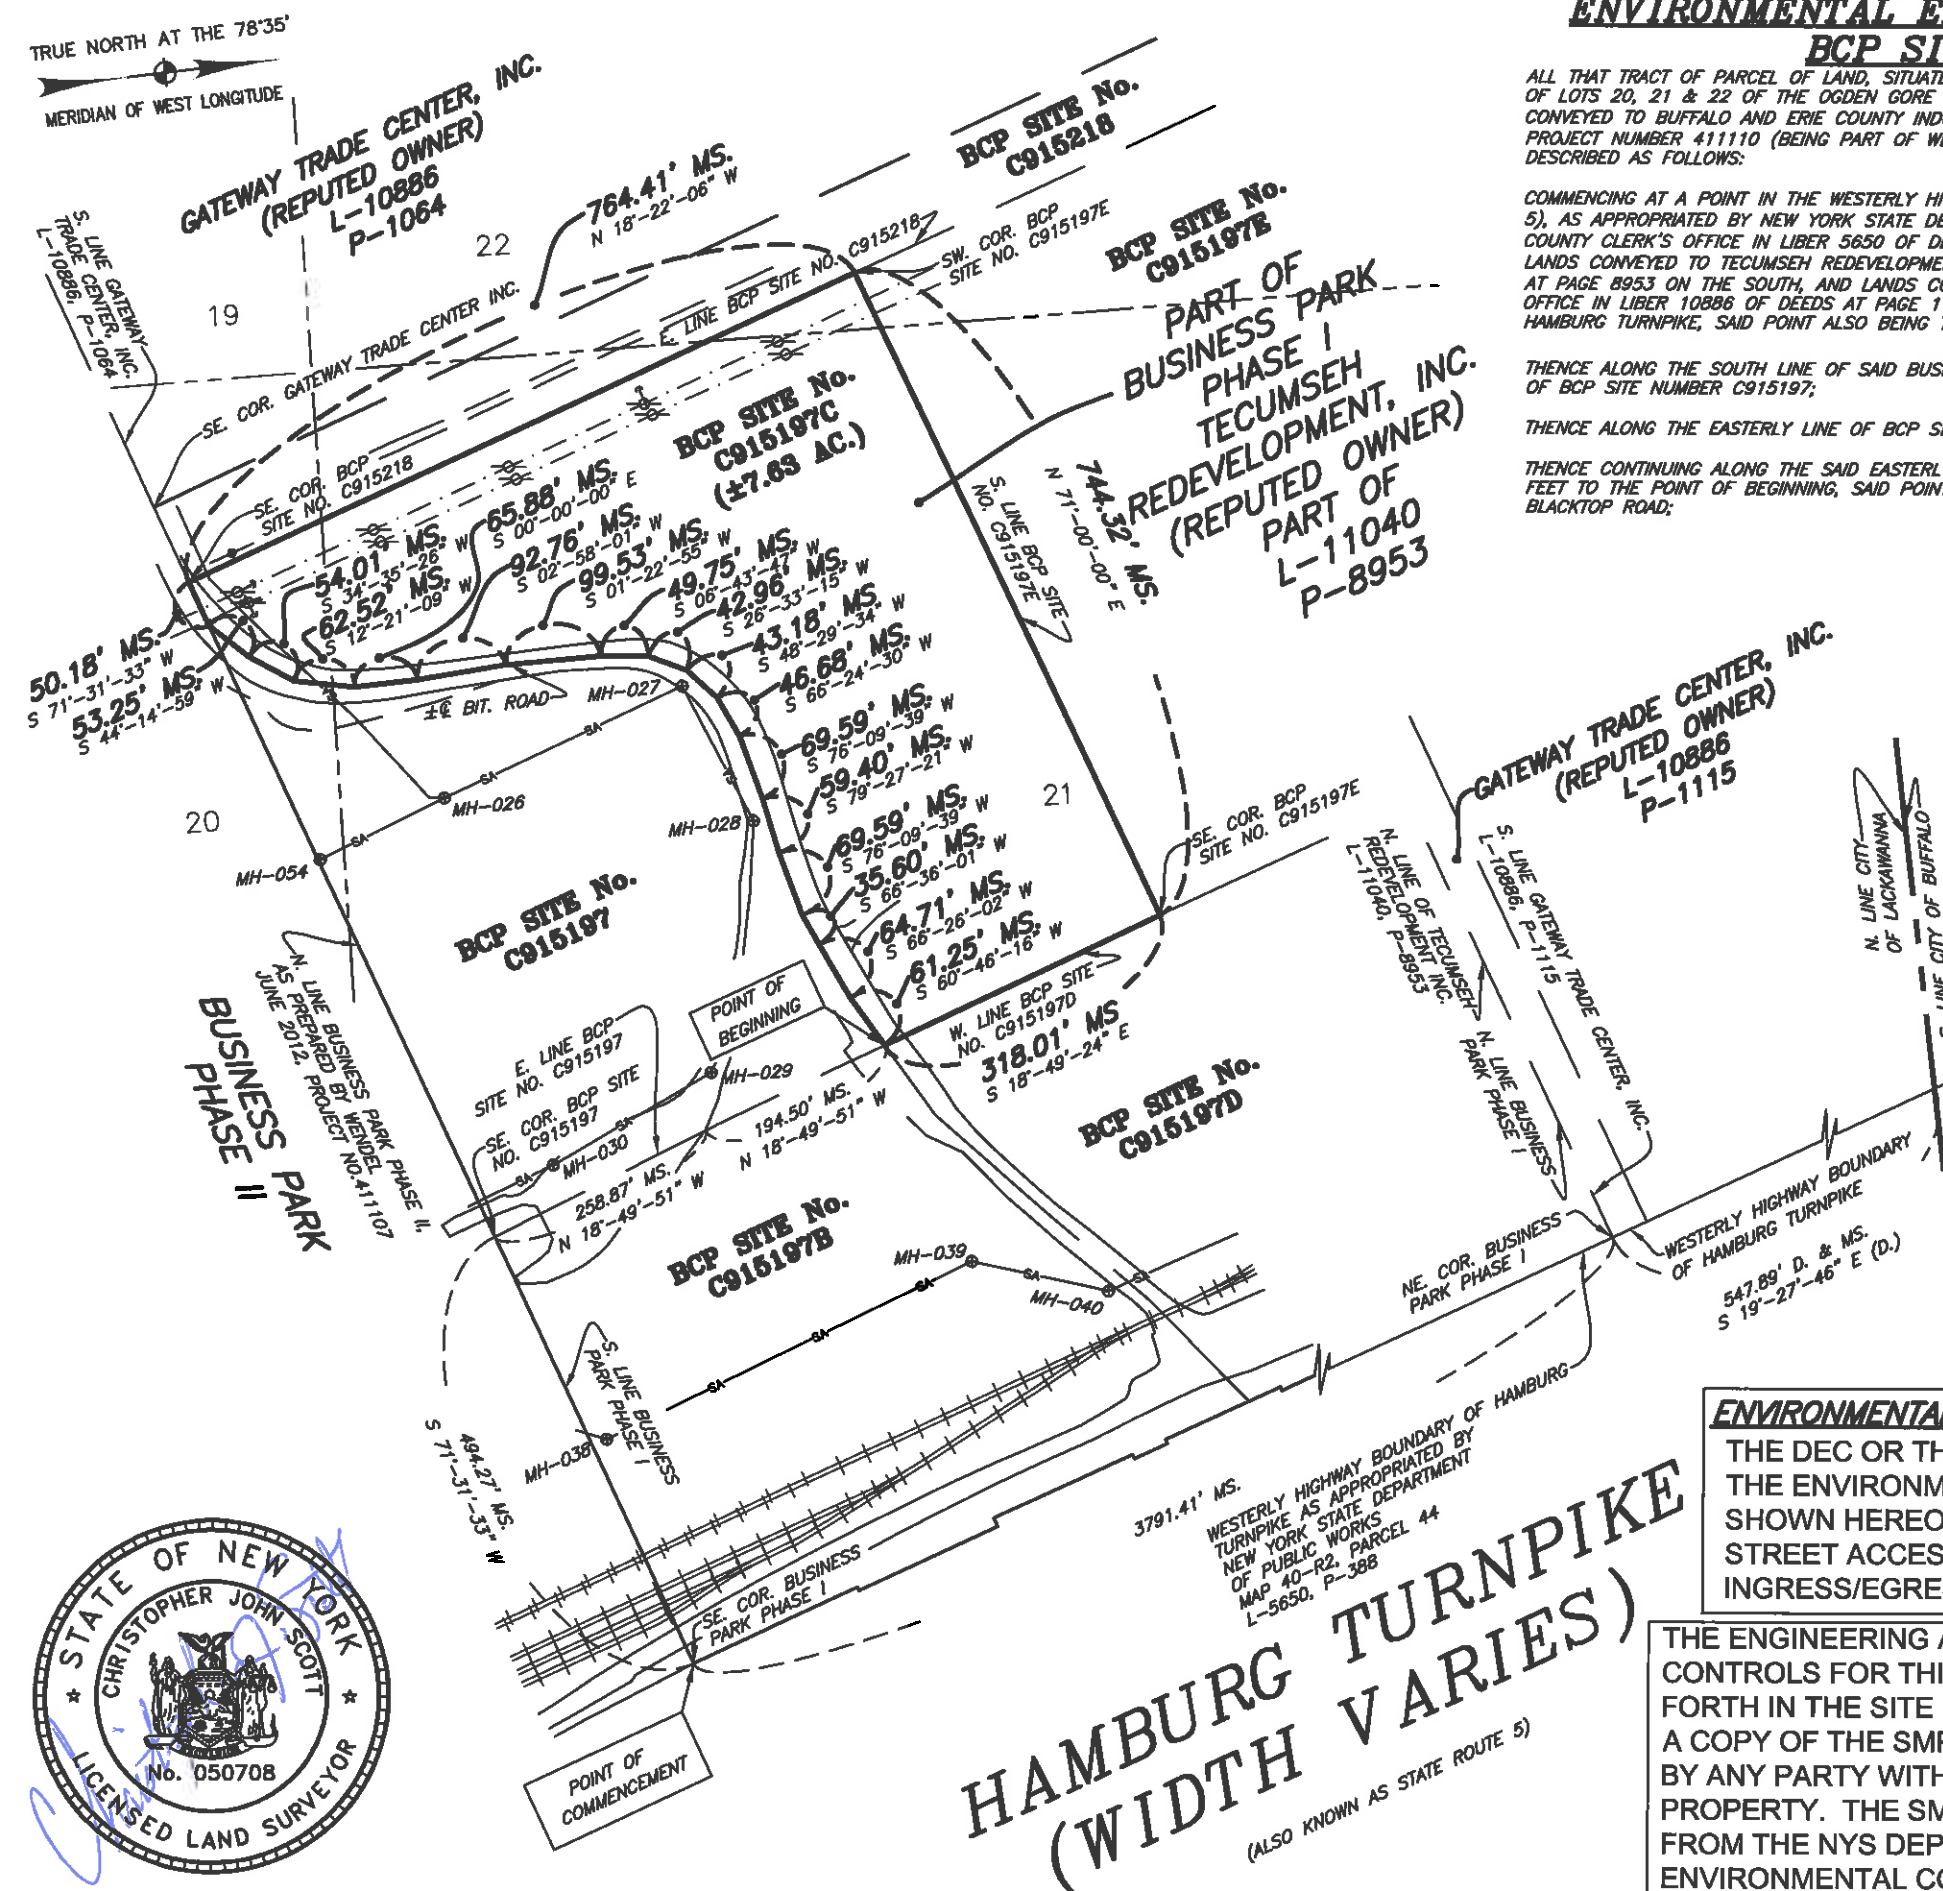 TRUE NORTH AT THE 78°35'
MERIDIAN OF WEST LONGITUDE
GATEWAY TRADE CENTER, INC.
(REPUTED OWNER)
L-10886
P-1064
S. LINE GATEWAY
TRADE CENTER, INC.
L-10886, P-1064
22
19
764.41' MS.
N 18°-22'-06" W
BCP SITE No.
C915218
SE. COR. GATEWAY TRADE CENTER INC.
E. LINE BCP SITE NO. C915218
SW. COR. BCP
SITE NO. C915197E
BCP SITE No.
C915197E
PART OF
BUSINESS PARK
PHASE I
TECUMSEH
REDEVELOPMENT, INC.
(REPUTED OWNER)
PART OF
L-11040
P-8953
SE. COR. BCP
SITE NO. C915218
BCP SITE No.
C915197C
(±7.63 AC.)
S. LINE BCP SITE
NO. C915197E
744.32' MS.
N 71°-00'-00" E
50.18' MS.
S 71°-31'-33" W
53.25' MS.
S 44°-14'-59" W
54.01' MS.
S 34°-35'-26" W
62.52' MS.
S 12°-21'-09" W
65.88' MS.
S 00°-00'-00" E
92.76' MS.
S 02°-58'-01" W
99.53' MS.
S 01°-22'-55" W
49.75' MS.
S 06°-43'-47" W
42.96' MS.
S 26°-33'-15" W
43.18' MS.
S 48°-29'-34" W
46.68' MS.
S 66°-24'-30" W
69.59' MS.
S 76°-09'-39" W
59.40' MS.
S 79°-27'-21" W
69.59' MS.
S 76°-09'-39" W
35.60' MS.
S 66°-36'-01" W
64.71' MS.
S 66°-26'-02" W
61.25' MS.
S 60°-46'-16" W
±℄ BIT. ROAD
MH-027
MH-026
MH-028
MH-054
SA
SA
SA
20
21
BCP SITE No.
C915197
SE. COR. BCP
SITE NO. C915197E
GATEWAY TRADE CENTER, INC.
(REPUTED OWNER)
L-10886
P-1115
N. LINE OF TECUMSEH
REDEVELOPMENT INC.
L-11040, P-8953
S. LINE GATEWAY TRADE CENTER, INC.
L-10886, P-1115
N. LINE BUSINESS
PARK PHASE I
N. LINE CITY
OF LACKAWANNA
LINE CITY OF BUFFALO
N. LINE BUSINESS PARK PHASE II,
AS PREPARED BY WENDEL
JUNE 2012, PROJECT NO.411107
BUSINESS PARK
PHASE II
POINT OF
BEGINNING
W. LINE BCP SITE
NO. C915197D
318.01' MS
S 18°-49'-24" E
BCP SITE No.
C915197D
E. LINE BCP
SITE NO. C915197
SE. COR. BCP SITE
NO. C915197
MH-029
MH-030
SA
SA
194.50' MS.
N 18°-49'-51" W
258.87' MS.
N 18°-49'-51" W
BCP SITE No.
C915197B
MH-039
MH-040
SA
SA
SA
SA
SA
MH-038
S. LINE BUSINESS
PARK PHASE I
494.27' MS.
S 71°-31'-33" W
NE. COR. BUSINESS
PARK PHASE I
WESTERLY HIGHWAY BOUNDARY
OF HAMBURG TURNPIKE
547.89' D. & MS.
S 19°-27'-46" E (D.)
3791.41' MS.
WESTERLY HIGHWAY BOUNDARY OF HAMBURG
TURNPIKE AS APPROPRIATED BY
NEW YORK STATE DEPARTMENT
OF PUBLIC WORKS
MAP 40-R2, PARCEL 44
L-5650, P-388
SE. COR. BUSINESS
PARK PHASE I
POINT OF
COMMENCEMENT
HAMBURG TURNPIKE
(WIDTH VARIES)
(ALSO KNOWN AS STATE ROUTE 5)
STATE OF NEW YORK
CHRISTOPHER JOHN SCOTT
No. 050708
LICENSED LAND SURVEYOR
ENVIRONMENTAL E
BCP SI
ALL THAT TRACT OF PARCEL OF LAND, SITUATE
OF LOTS 20, 21 & 22 OF THE OGDEN GORE
CONVEYED TO BUFFALO AND ERIE COUNTY IND
PROJECT NUMBER 411110 (BEING PART OF WE
DESCRIBED AS FOLLOWS:
COMMENCING AT A POINT IN THE WESTERLY HI
5), AS APPROPRIATED BY NEW YORK STATE DE
COUNTY CLERK'S OFFICE IN LIBER 5650 OF DE
LANDS CONVEYED TO TECUMSEH REDEVELOPME
AT PAGE 8953 ON THE SOUTH, AND LANDS CO
OFFICE IN LIBER 10886 OF DEEDS AT PAGE 1
HAMBURG TURNPIKE, SAID POINT ALSO BEING
THENCE ALONG THE SOUTH LINE OF SAID BUS
OF BCP SITE NUMBER C915197;
THENCE ALONG THE EASTERLY LINE OF BCP S
THENCE CONTINUING ALONG THE SAID EASTERL
FEET TO THE POINT OF BEGINNING, SAID POIN
BLACKTOP ROAD;
ENVIRONMENTA
THE DEC OR TH
THE ENVIRONM
SHOWN HEREO
STREET ACCES
INGRESS/EGRE
THE ENGINEERING A
CONTROLS FOR THI
FORTH IN THE SITE
A COPY OF THE SM
BY ANY PARTY WITH
PROPERTY. THE SM
FROM THE NYS DEP
ENVIRONMENTAL CO